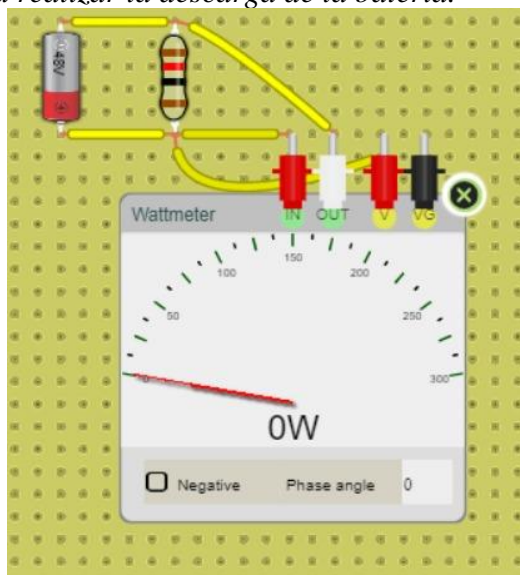 realizar la descarga de la batería.
48V
IN OUT V VG
Wattmeter
0 50 100 150 200 250 300
0W
Negative Phase angle 0